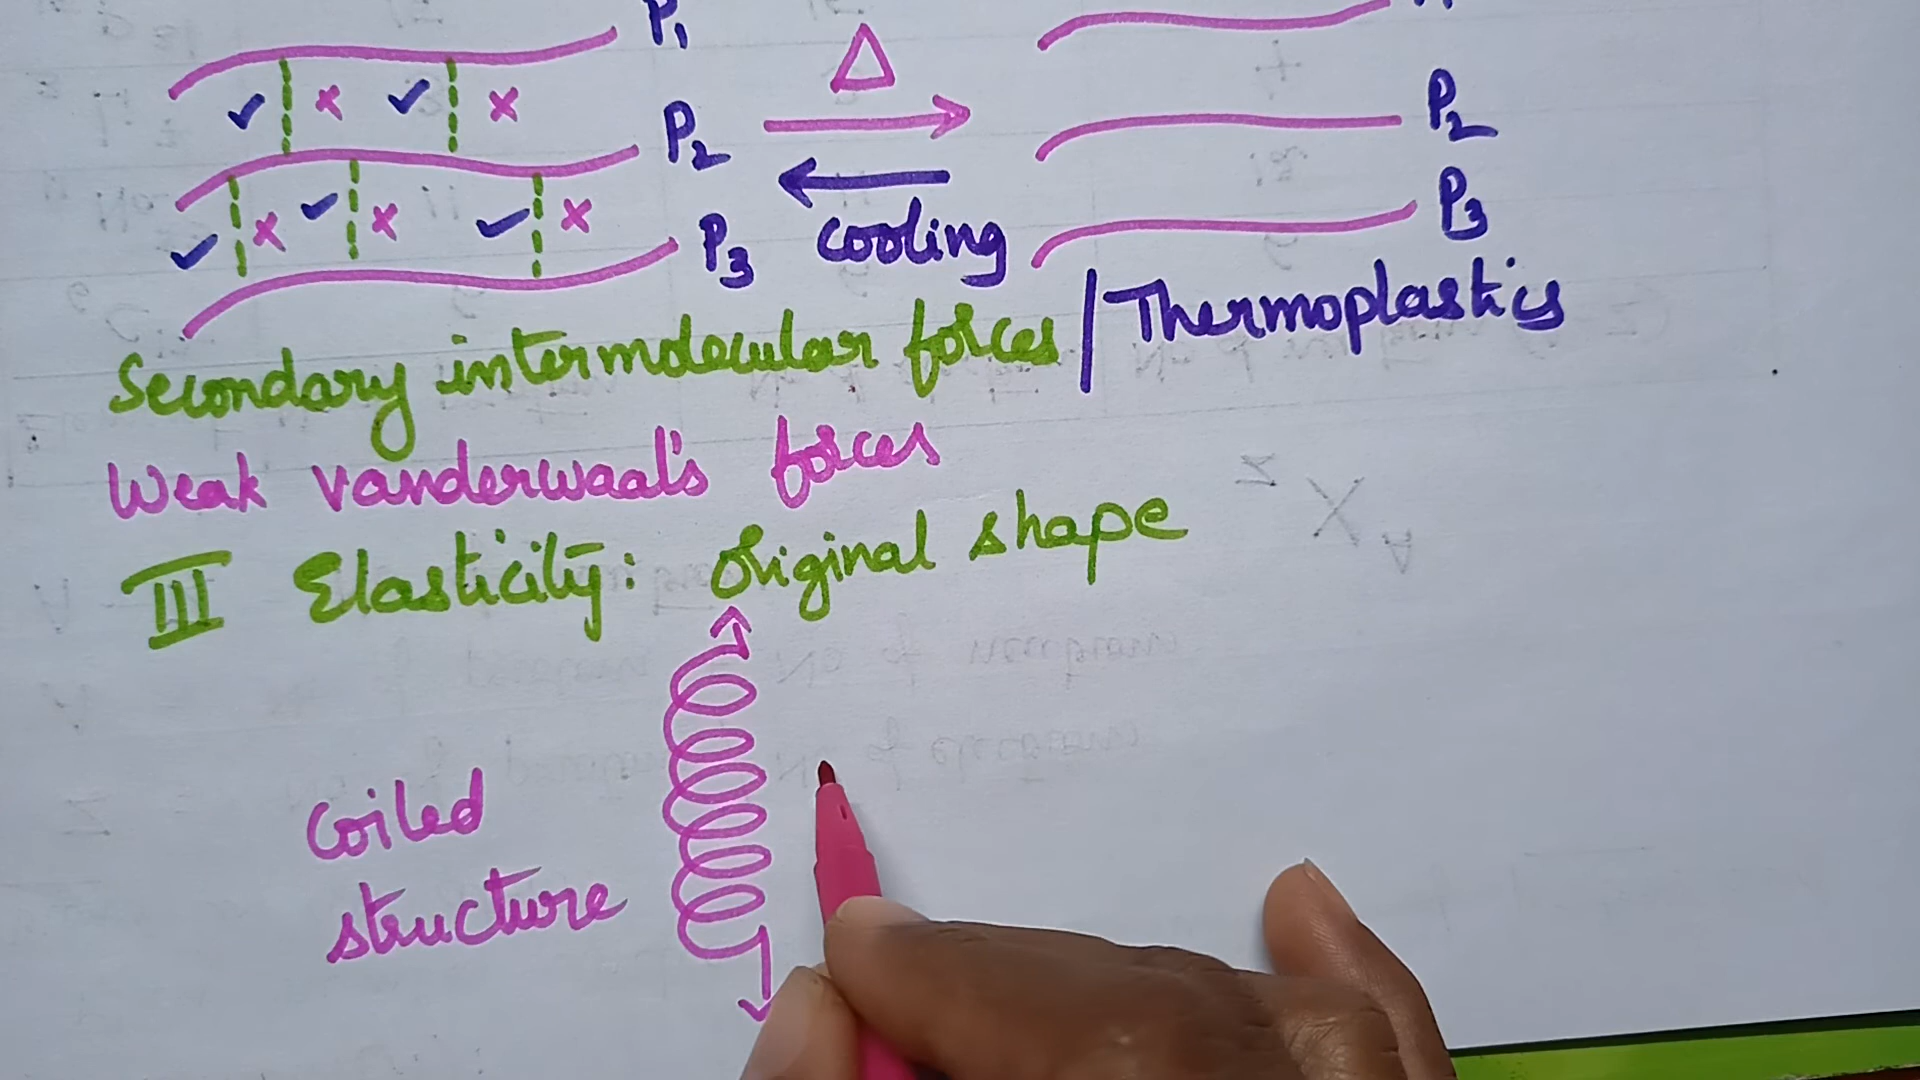 P1
Δ
P2
P2
P3
P3
cooling
Secondary intermolecular forces / Thermoplastics
Weak vanderwaal's forces
III Elasticity: Original shape
Coiled
structure